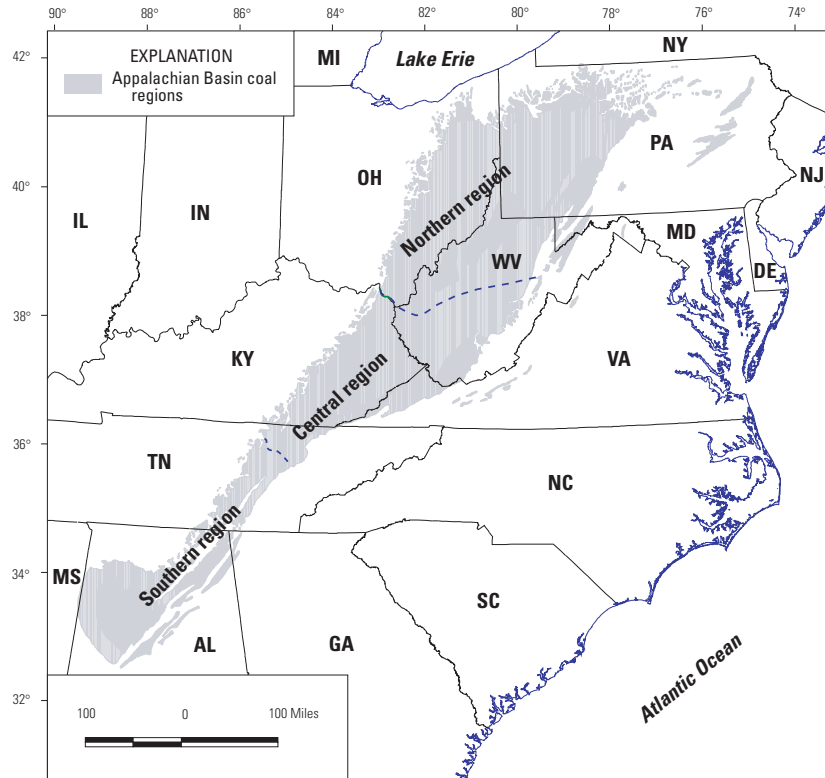 90° 88° 86° 84° 82° 80° 78° 76° 74°
42°
EXPLANATION
Appalachian Basin coal
regions
MI
Lake Erie
NY
PA
OH
40°
NJ
IL
IN
Northern region
MD
WV
DE
38°
KY
VA
Central region
36°
TN
NC
Southern region
34°
MS
SC
AL
GA
Atlantic Ocean
32°
100 0 100 Miles